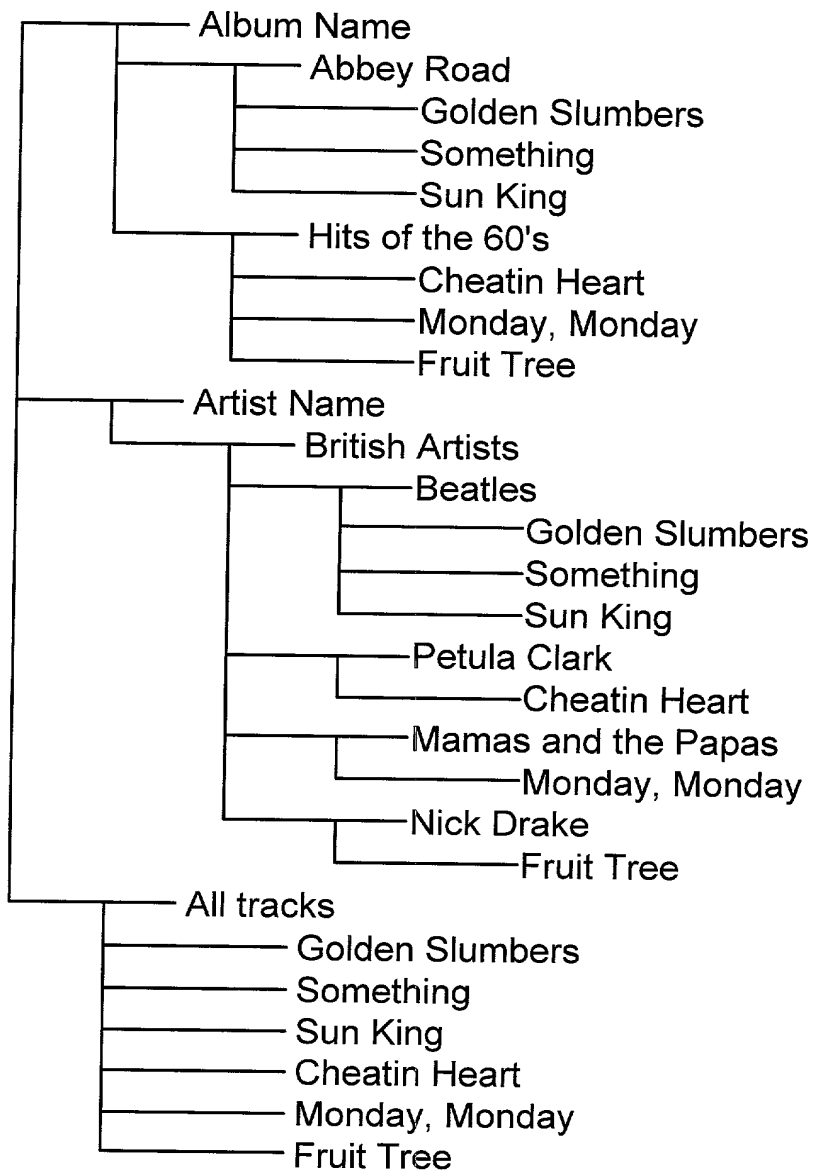 Album Name
Abbey Road
Golden Slumbers
Something
Sun King
Hits of the 60's
Cheatin Heart
Monday, Monday
Fruit Tree
Artist Name
British Artists
Beatles
Golden Slumbers
Something
Sun King
Petula Clark
Cheatin Heart
Mamas and the Papas
Monday, Monday
Nick Drake
Fruit Tree
All tracks
Golden Slumbers
Something
Sun King
Cheatin Heart
Monday, Monday
Fruit Tree